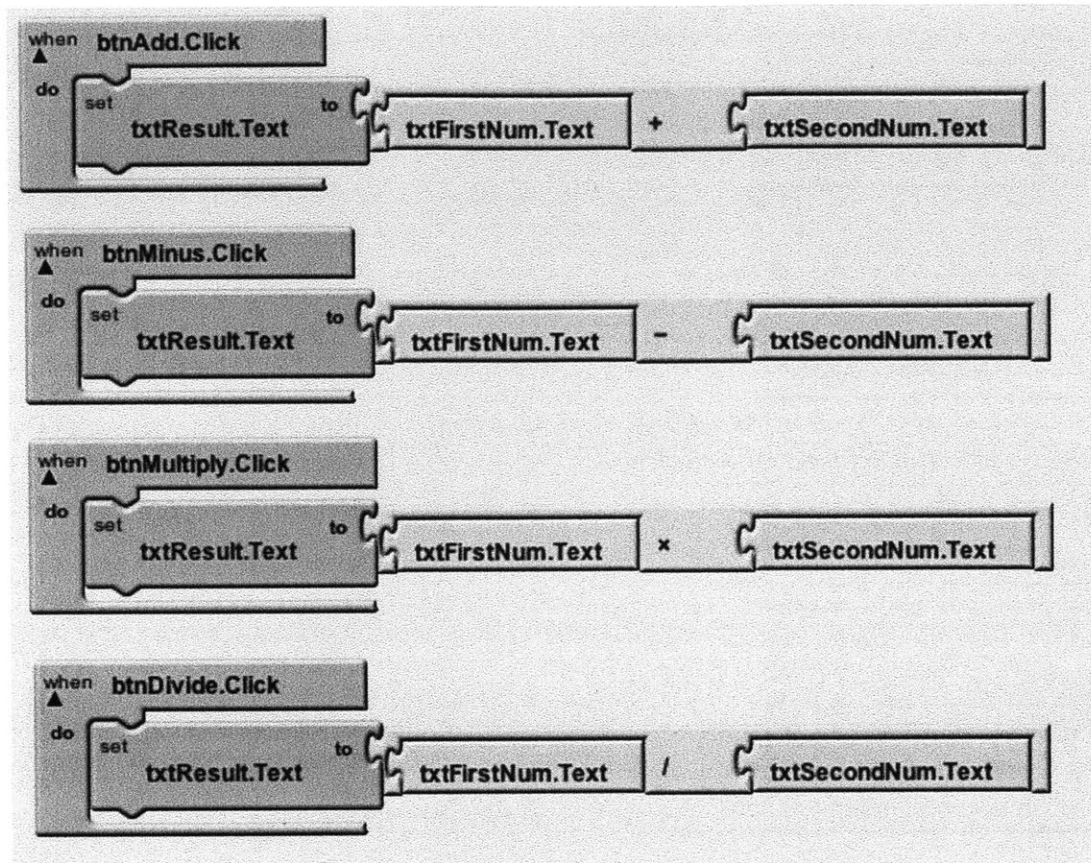 when btnAdd.Click
do set txtResult.Text to txtFirstNum.Text + txtSecondNum.Text
when btnMinus.Click
do set txtResult.Text to txtFirstNum.Text - txtSecondNum.Text
when btnMultiply.Click
do set txtResult.Text to txtFirstNum.Text × txtSecondNum.Text
when btnDivide.Click
do set txtResult.Text to txtFirstNum.Text / txtSecondNum.Text